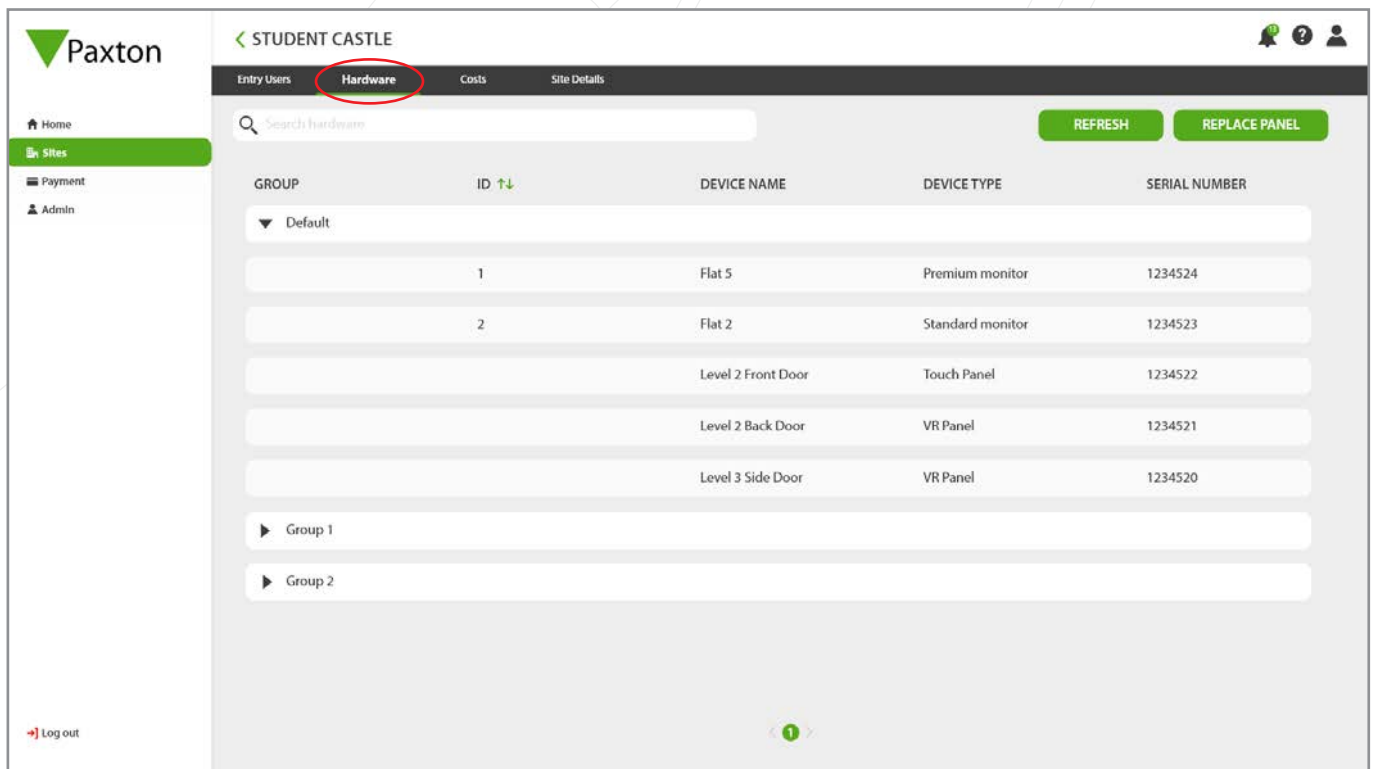 Paxton
STUDENT CASTLE
Entry Users Hardware Costs Site Details
Home
Sites
Payment
Admin
Search hardware
REFRESH REPLACE PANEL
GROUP ID DEVICE NAME DEVICE TYPE SERIAL NUMBER
Default
1 Flat 5 Premium monitor 1234524
2 Flat 2 Standard monitor 1234523
Level 2 Front Door Touch Panel 1234522
Level 2 Back Door VR Panel 1234521
Level 3 Side Door VR Panel 1234520
Group 1
Group 2
Log out
1